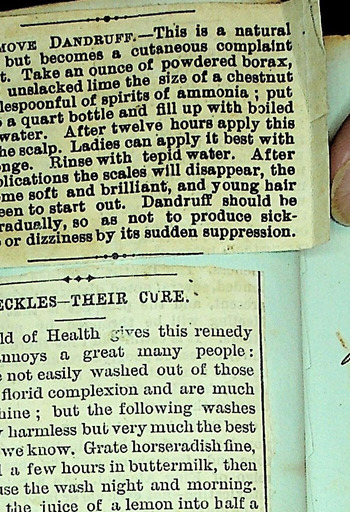 MOVE DANDRUFF.—This is a natural
but becomes a cutaneous complaint
t. Take an ounce of powdered borax,
unslacked lime the size of a chestnut
lespoonful of spirits of ammonia ; put
a quart bottle and fill up with boiled
water. After twelve hours apply this
he scalp. Ladies can apply it best with
nge. Rinse with tepid water. After
plications the scales will disappear, the
ome soft and brilliant, and young hair
een to start out. Dandruff should be
radually, so as not to produce sick-
or dizziness by its sudden suppression.
ECKLES—THEIR CURE.
ld of Health gives this remedy
annoys a great many people:
not easily washed out of those
florid complexion and are much
hine ; but the following washes
harmless but very much the best
we know. Grate horseradish fine,
a few hours in buttermilk, then
use the wash night and morning.
the juice of a lemon into half a